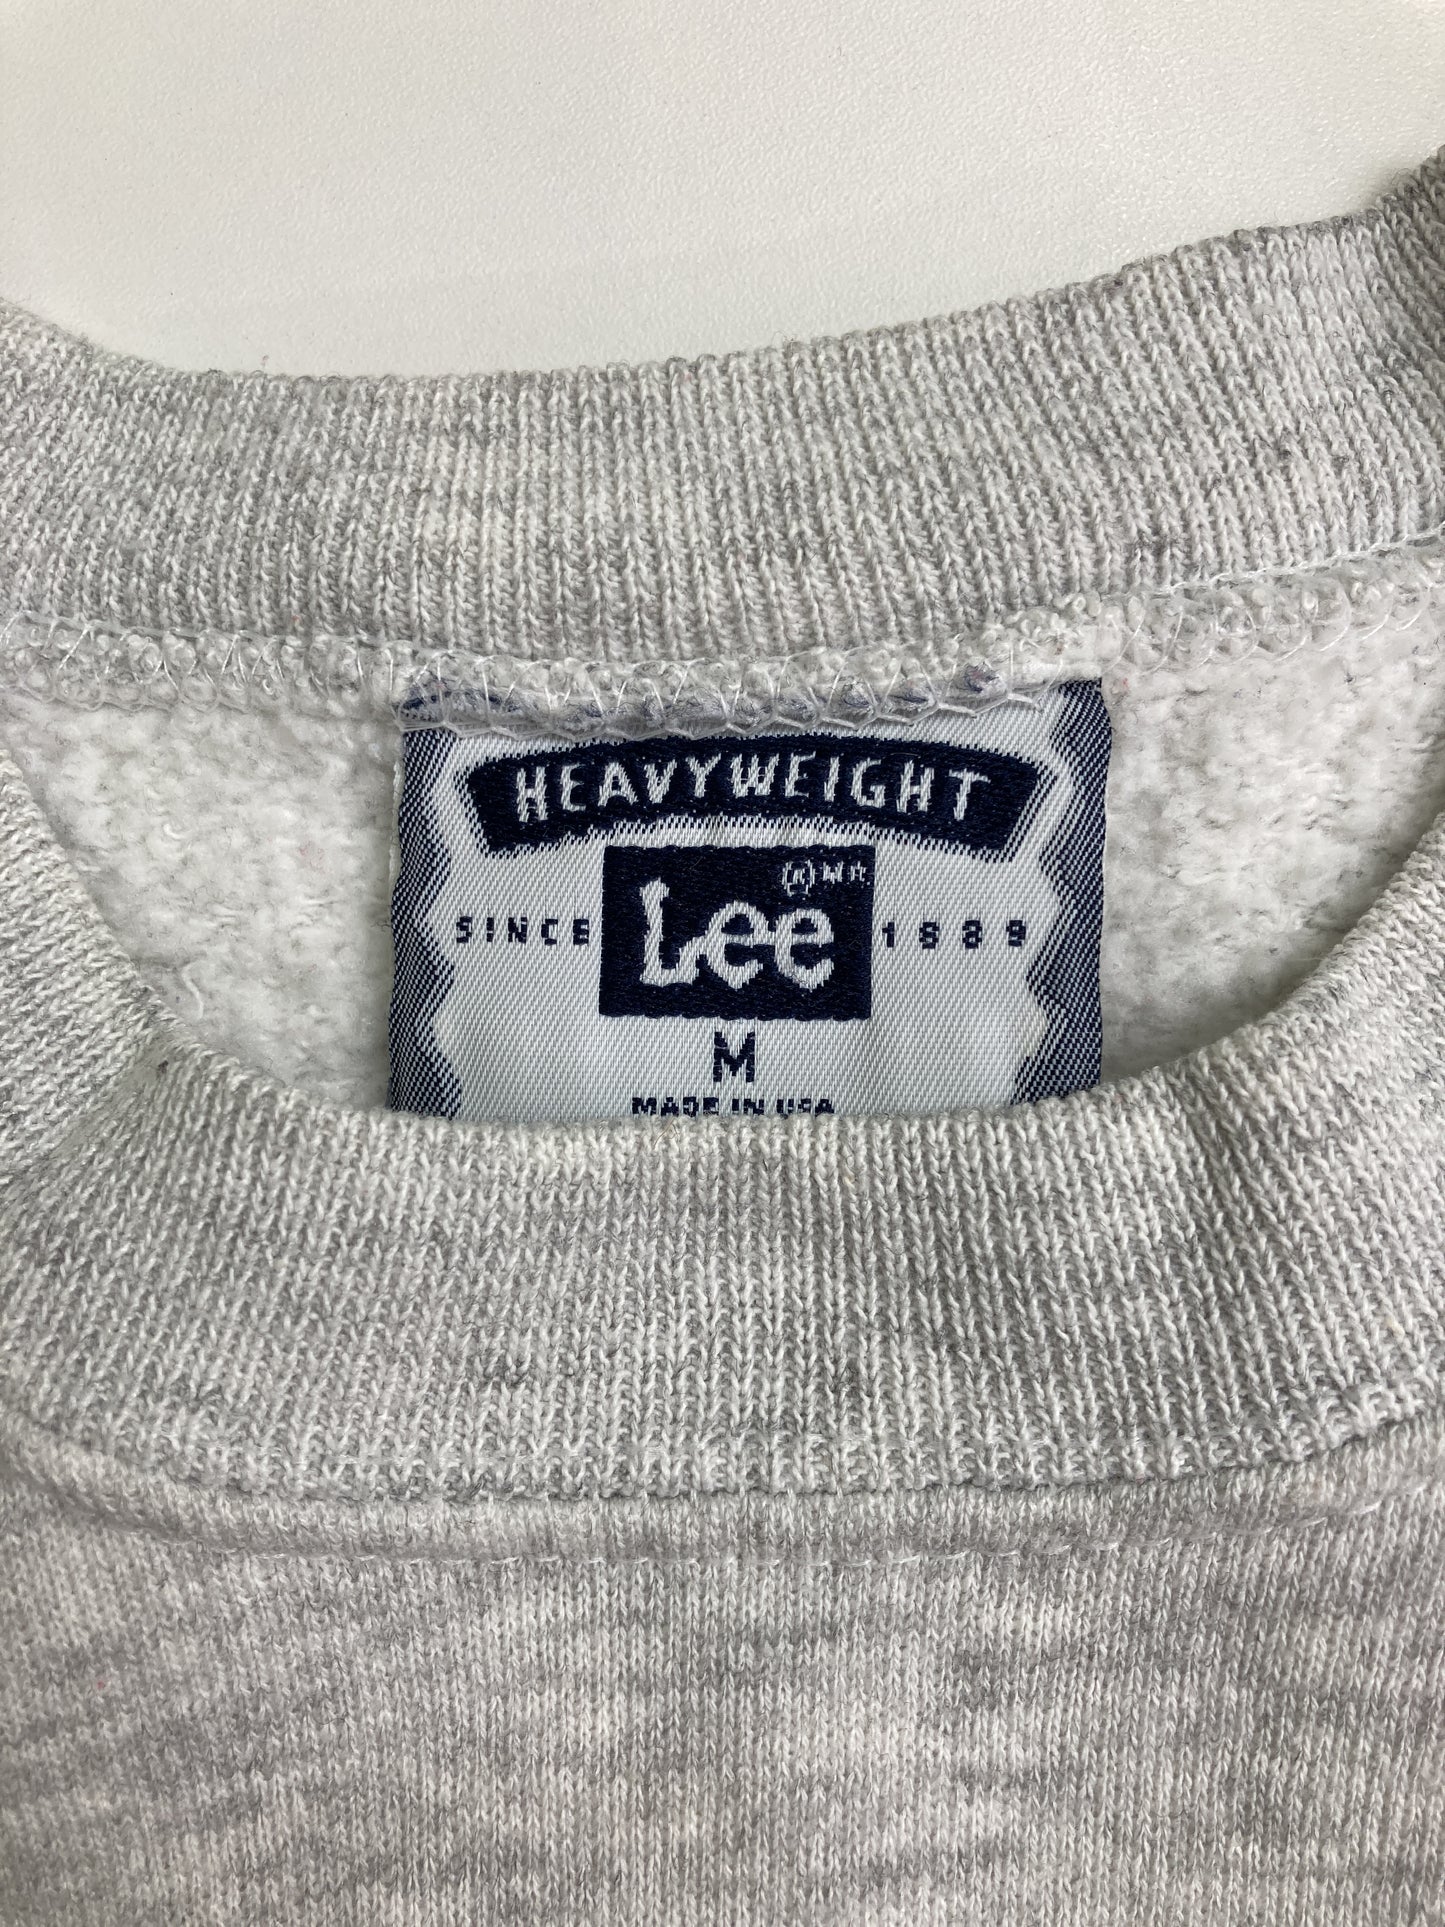 HEAVYWEIGHT
Lee (R) M.R.
SINCE 1889
M
MADE IN USA